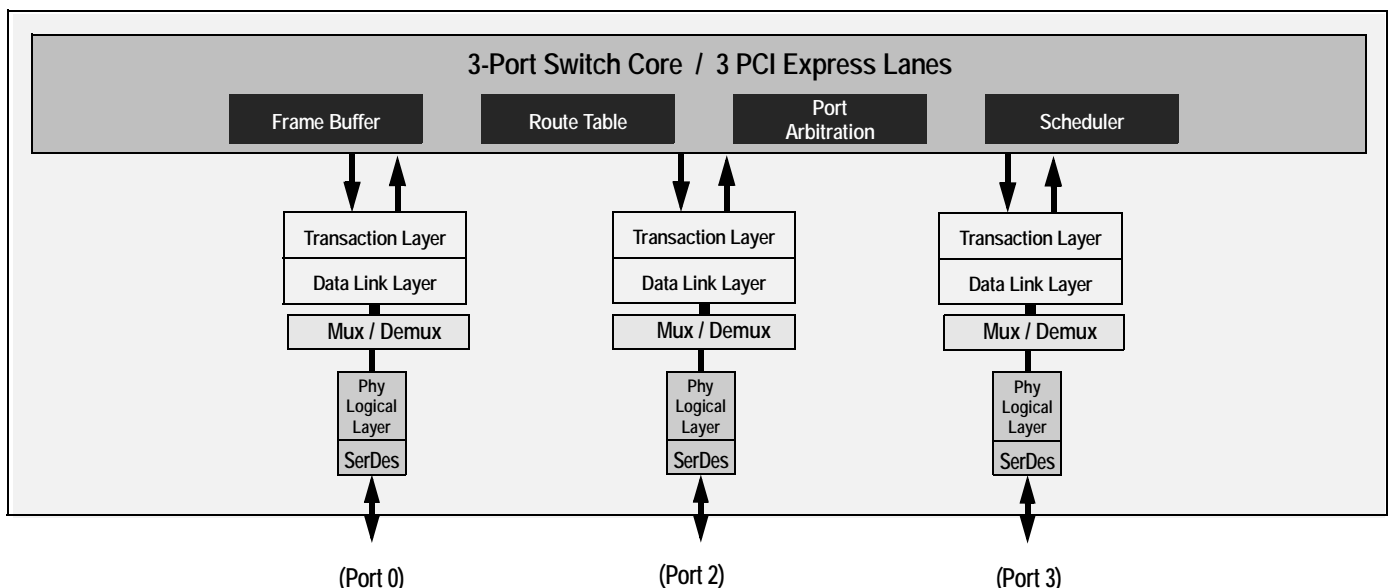 3-Port Switch Core / 3 PCI Express Lanes
Frame Buffer
Route Table
Port
Arbitration
Scheduler
Transaction Layer
Data Link Layer
Mux / Demux
Phy
Logical
Layer
SerDes
(Port 0)
Transaction Layer
Data Link Layer
Mux / Demux
Phy
Logical
Layer
SerDes
(Port 2)
Transaction Layer
Data Link Layer
Mux / Demux
Phy
Logical
Layer
SerDes
(Port 3)